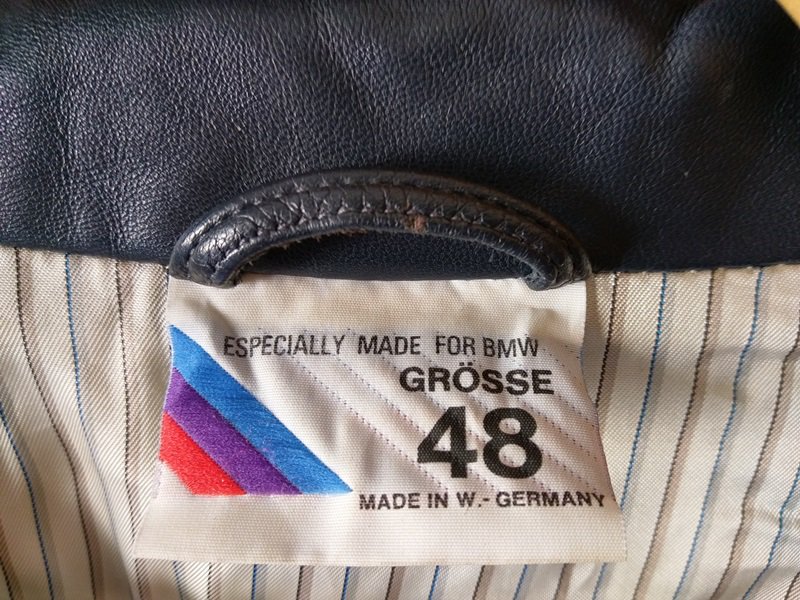 ESPECIALLY MADE FOR BMW
GRÖSSE
48
MADE IN W.- GERMANY